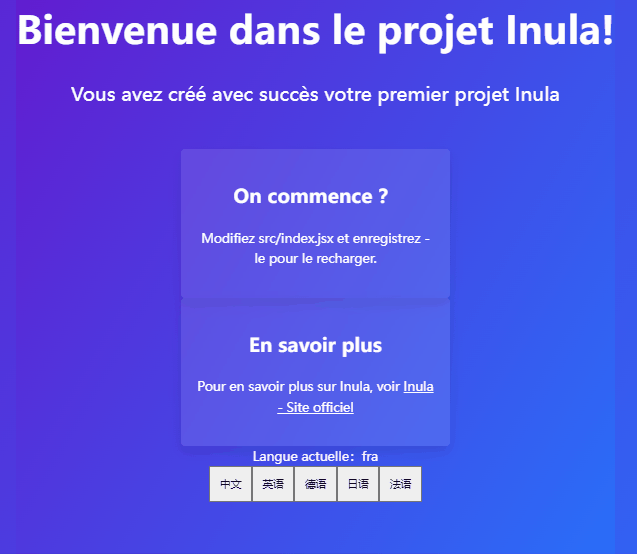 Bienvenue dans le projet Inula!
Vous avez créé avec succès votre premier projet Inula
On commence ?
Modifiez src/index.jsx et enregistrez -
le pour le recharger.
En savoir plus
Pour en savoir plus sur Inula, voir Inula
- Site officiel
Langue actuelle：fra
中文 英语 德语 日语 法语